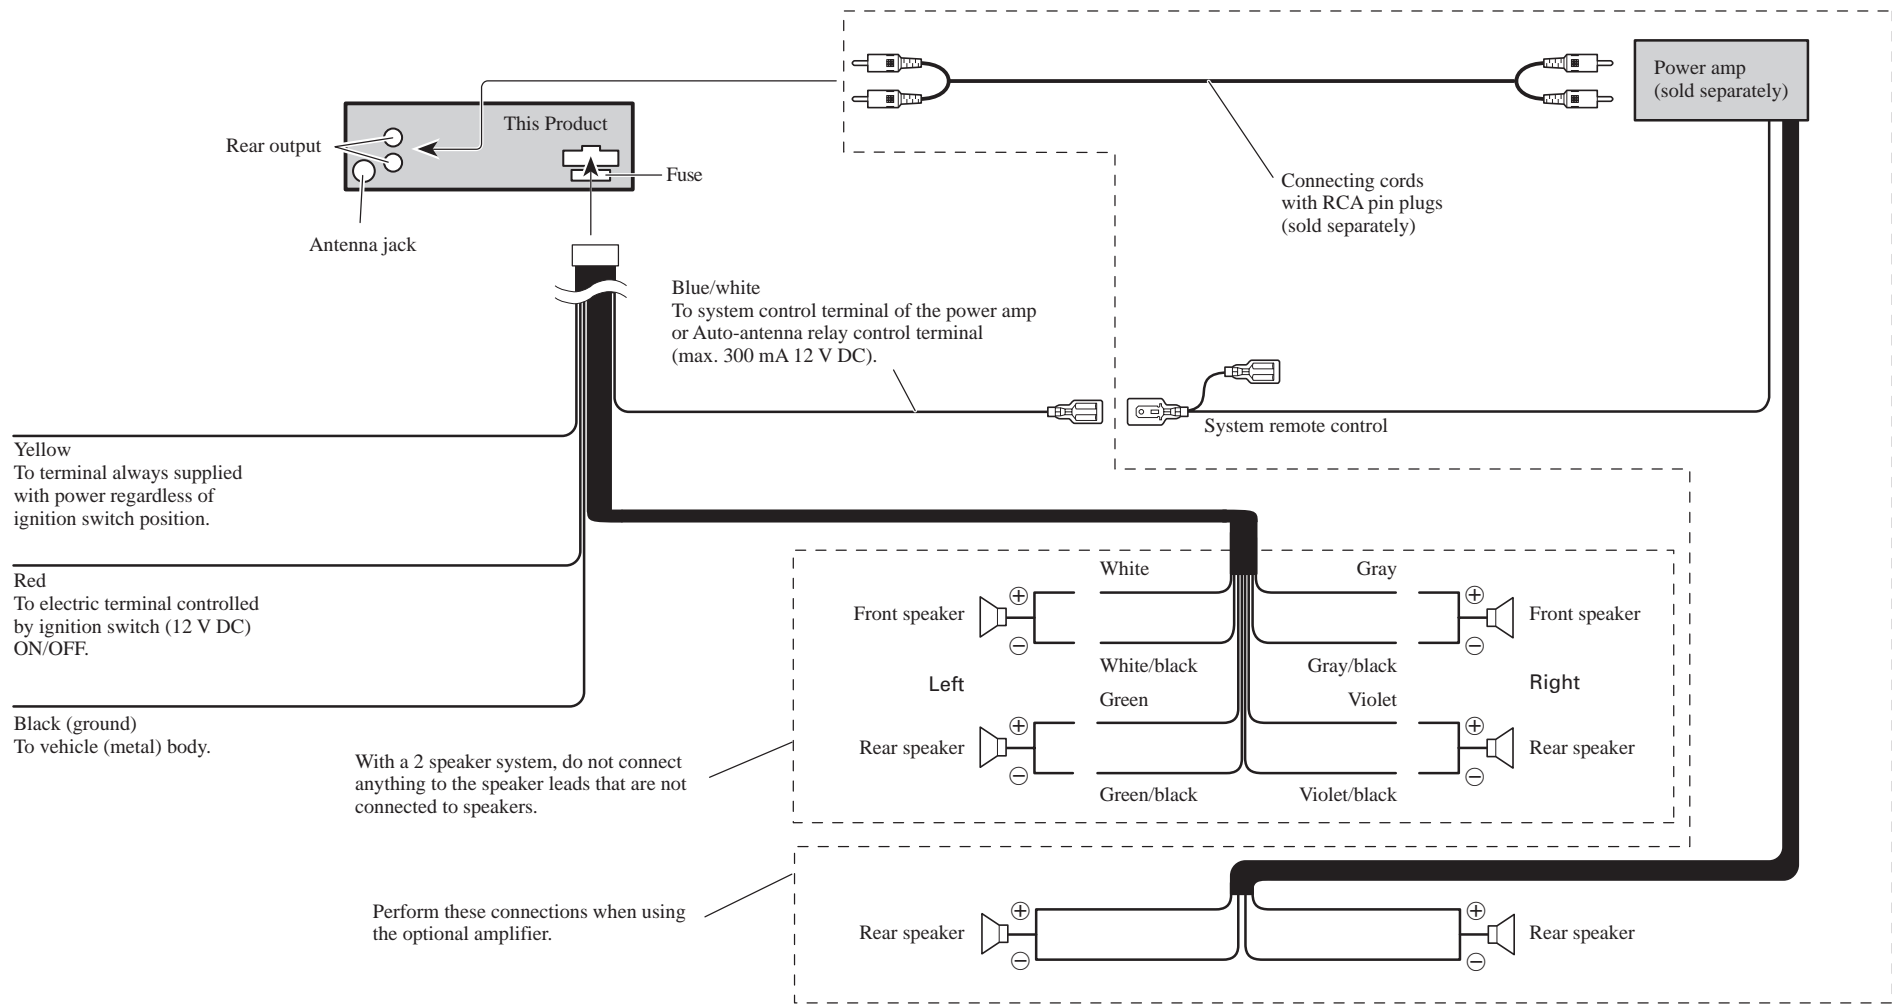 Power amp
(sold separately)
This Product
Rear output
Fuse
Antenna jack
Connecting cords
with RCA pin plugs
(sold separately)
Blue/white
To system control terminal of the power amp
or Auto-antenna relay control terminal
(max. 300 mA 12 V DC).
System remote control
Yellow
To terminal always supplied
with power regardless of
ignition switch position.
Red
To electric terminal controlled
by ignition switch (12 V DC)
ON/OFF.
Black (ground)
To vehicle (metal) body.
White
Gray
Front speaker
+
+
Front speaker
−
−
White/black
Gray/black
Left
Right
Green
Violet
Rear speaker
+
+
Rear speaker
−
−
Green/black
Violet/black
With a 2 speaker system, do not connect
anything to the speaker leads that are not
connected to speakers.
Perform these connections when using
the optional amplifier.
Rear speaker
+
+
Rear speaker
−
−